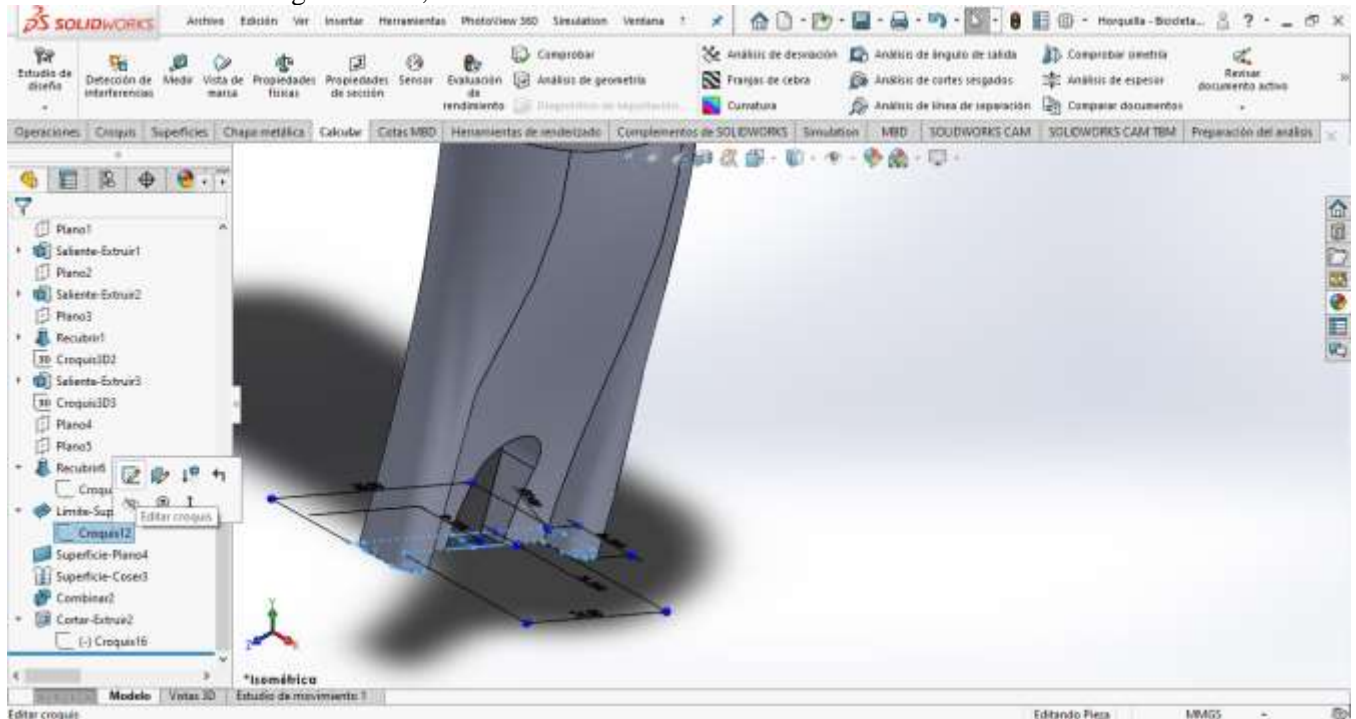 SOLIDWORKS
Archivo Edición Ver Insertar Herramientas PhotoView 360 Simulation Ventana ?
Horquilla - Bicicleta...
Estudio de diseño
Detección de interferencias
Medir
Vista de marca
Propiedades físicas
Propiedades de sección
Sensor
Evaluación de rendimiento
Comprobar
Análisis de geometría
Análisis de desviación
Franjas de cebra
Curvatura
Análisis de ángulo de salida
Análisis de cortes sesgados
Análisis de línea de separación
Comprobar simetría
Análisis de espesor
Comparar documentos
Revisar documento activo
Operaciones Croquis Superficies Chapa metálica Calcular Cotas MBD Herramientas de renderizado Complementos de SOLIDWORKS Simulation MBD SOLIDWORKS CAM SOLIDWORKS CAM TBM Preparación del análisis
Plano1
Saliente-Extruir1
Plano2
Saliente-Extruir2
Plano3
Recubrir1
Croquis3D2
Saliente-Extruir3
Croquis3D3
Plano4
Plano5
Recubrir6
Croqu
Límite-Sup
Editar croquis
Croquis12
Superficie-Plano4
Superficie-Coser3
Combinar2
Cortar-Extruir2
(-) Croquis16
*Isométrica
Modelo Vistas 3D Estudio de movimiento 1
Editar croquis Editando Pieza MMGS